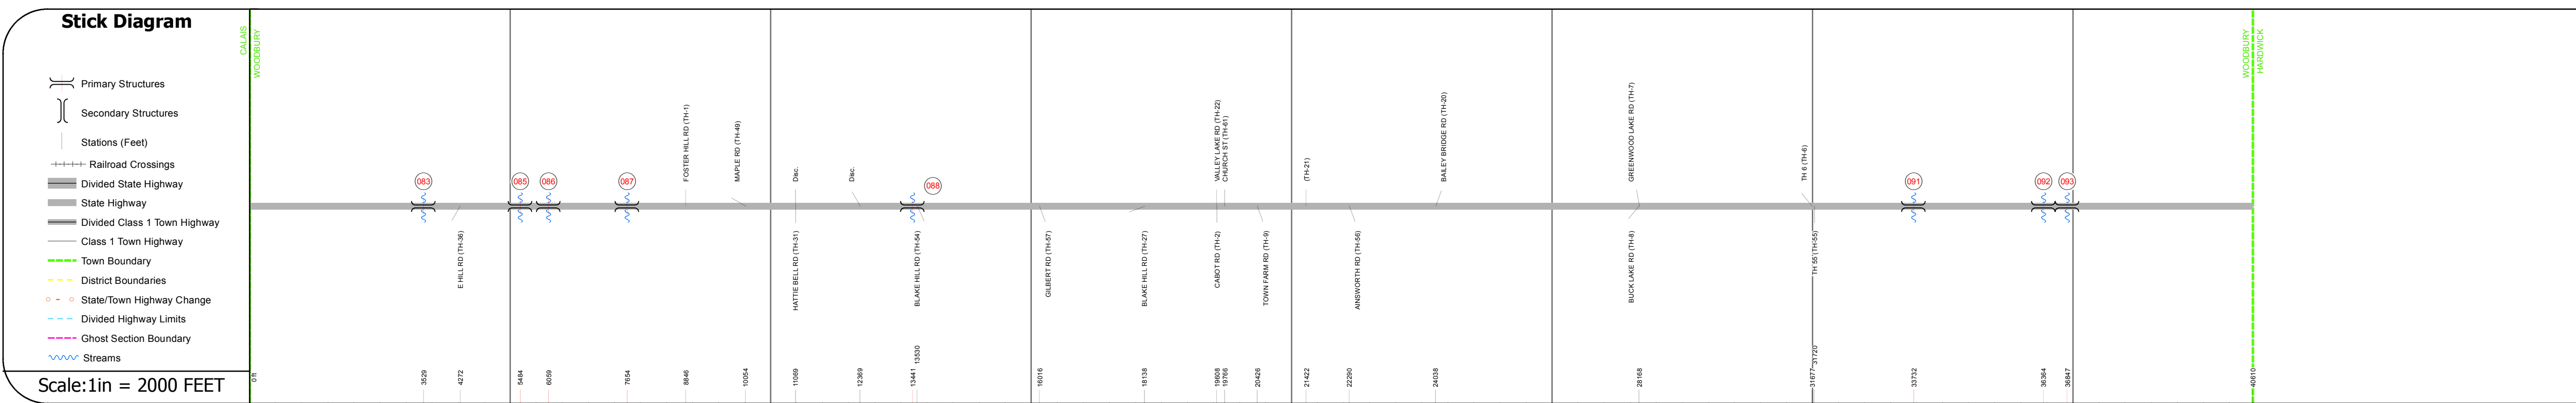 Stick Diagram
Primary Structures
Secondary Structures
Stations (Feet)
Railroad Crossings
Divided State Highway
State Highway
Divided Class 1 Town Highway
Class 1 Town Highway
Town Boundary
District Boundaries
State/Town Highway Change
Divided Highway Limits
Ghost Section Boundary
Streams
Scale:1in = 2000 FEET
CALAIS
WOODBURY
083
E HILL RD (TH-36)
085
086
087
FOSTER HILL RD (TH-1)
MAPLE RD (TH-49)
Disc.
HATTIE BELL RD (TH-31)
Disc.
088
BLAKE HILL RD (TH-54)
GILBERT RD (TH-57)
BLAKE HILL RD (TH-27)
VALLEY LAKE RD (TH-22)
CHURCH ST (TH-61)
CABOT RD (TH-2)
TOWN FARM RD (TH-9)
(TH-21)
AINSWORTH RD (TH-56)
BAILEY BRIDGE RD (TH-20)
GREENWOOD LAKE RD (TH-7)
BUCK LAKE RD (TH-8)
TH 6 (TH-6)
TH 55 (TH-55)
091
092
093
WOODBURY
HARDWICK
0 ft
3529
4272
5484
6059
7654
8846
10054
11069
12369
13441
13530
16016
18138
19608
19766
20426
21422
22290
24038
28168
31677
31720
33732
36364
36847
40610